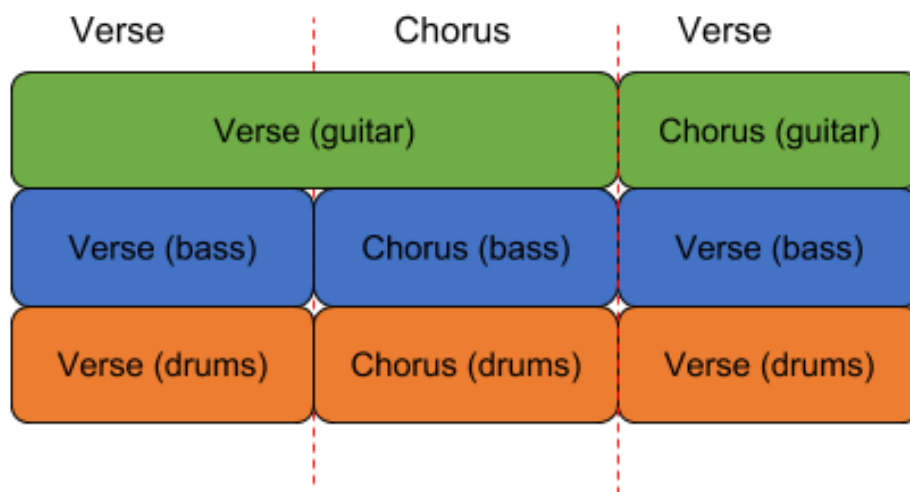 Verse Chorus Verse
Verse (guitar) Chorus (guitar)
Verse (bass) Chorus (bass) Verse (bass)
Verse (drums) Chorus (drums) Verse (drums)